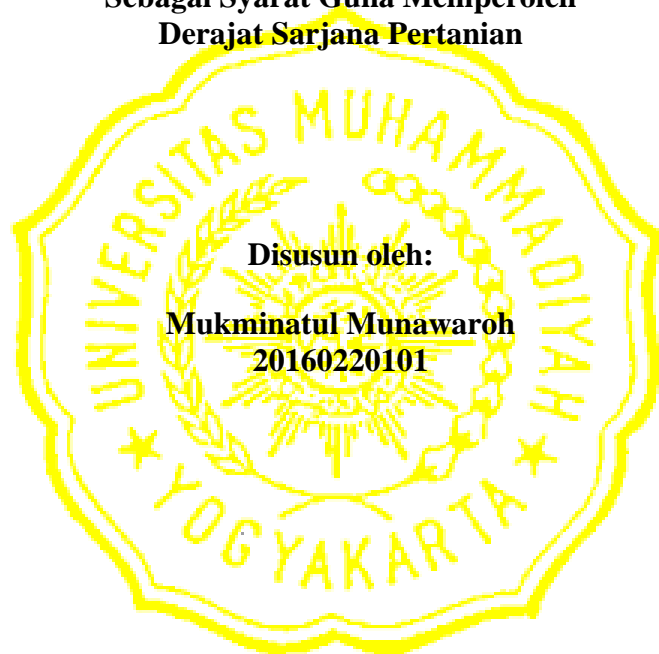 Sebagai Syarat Guna Memperoleh
Derajat Sarjana Pertanian
UNIVERSITAS MUHAMMADIYAH
Disusun oleh:
Mukminatul Munawaroh
20160220101
YOGYAKARTA